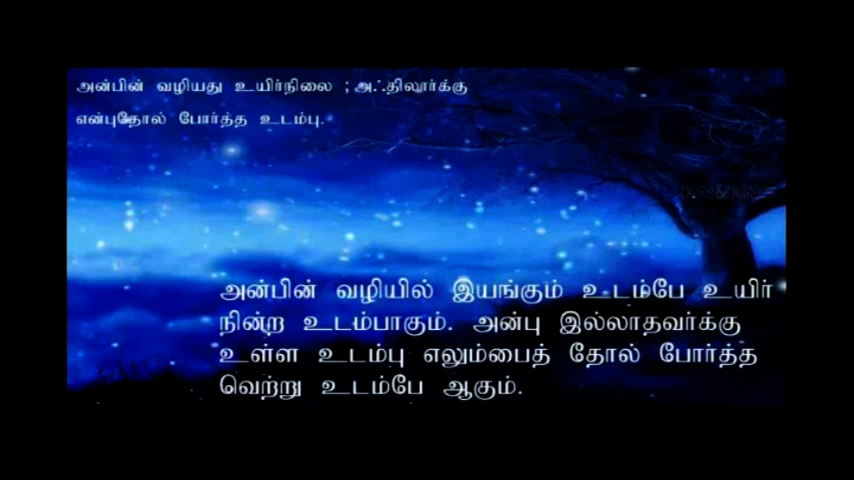 அன்பின் வழியது உயிர்நிலை ; அஃதிலார்க்கு
என்புதோல் போர்த்த உடம்பு.
அன்பின் வழியில் இயங்கும் உடம்பே உயிர்
நின்ற உடம்பாகும். அன்பு இல்லாதவர்க்கு
உள்ள உடம்பு எலும்பைத் தோல் போர்த்த
வெற்று உடம்பே ஆகும்.